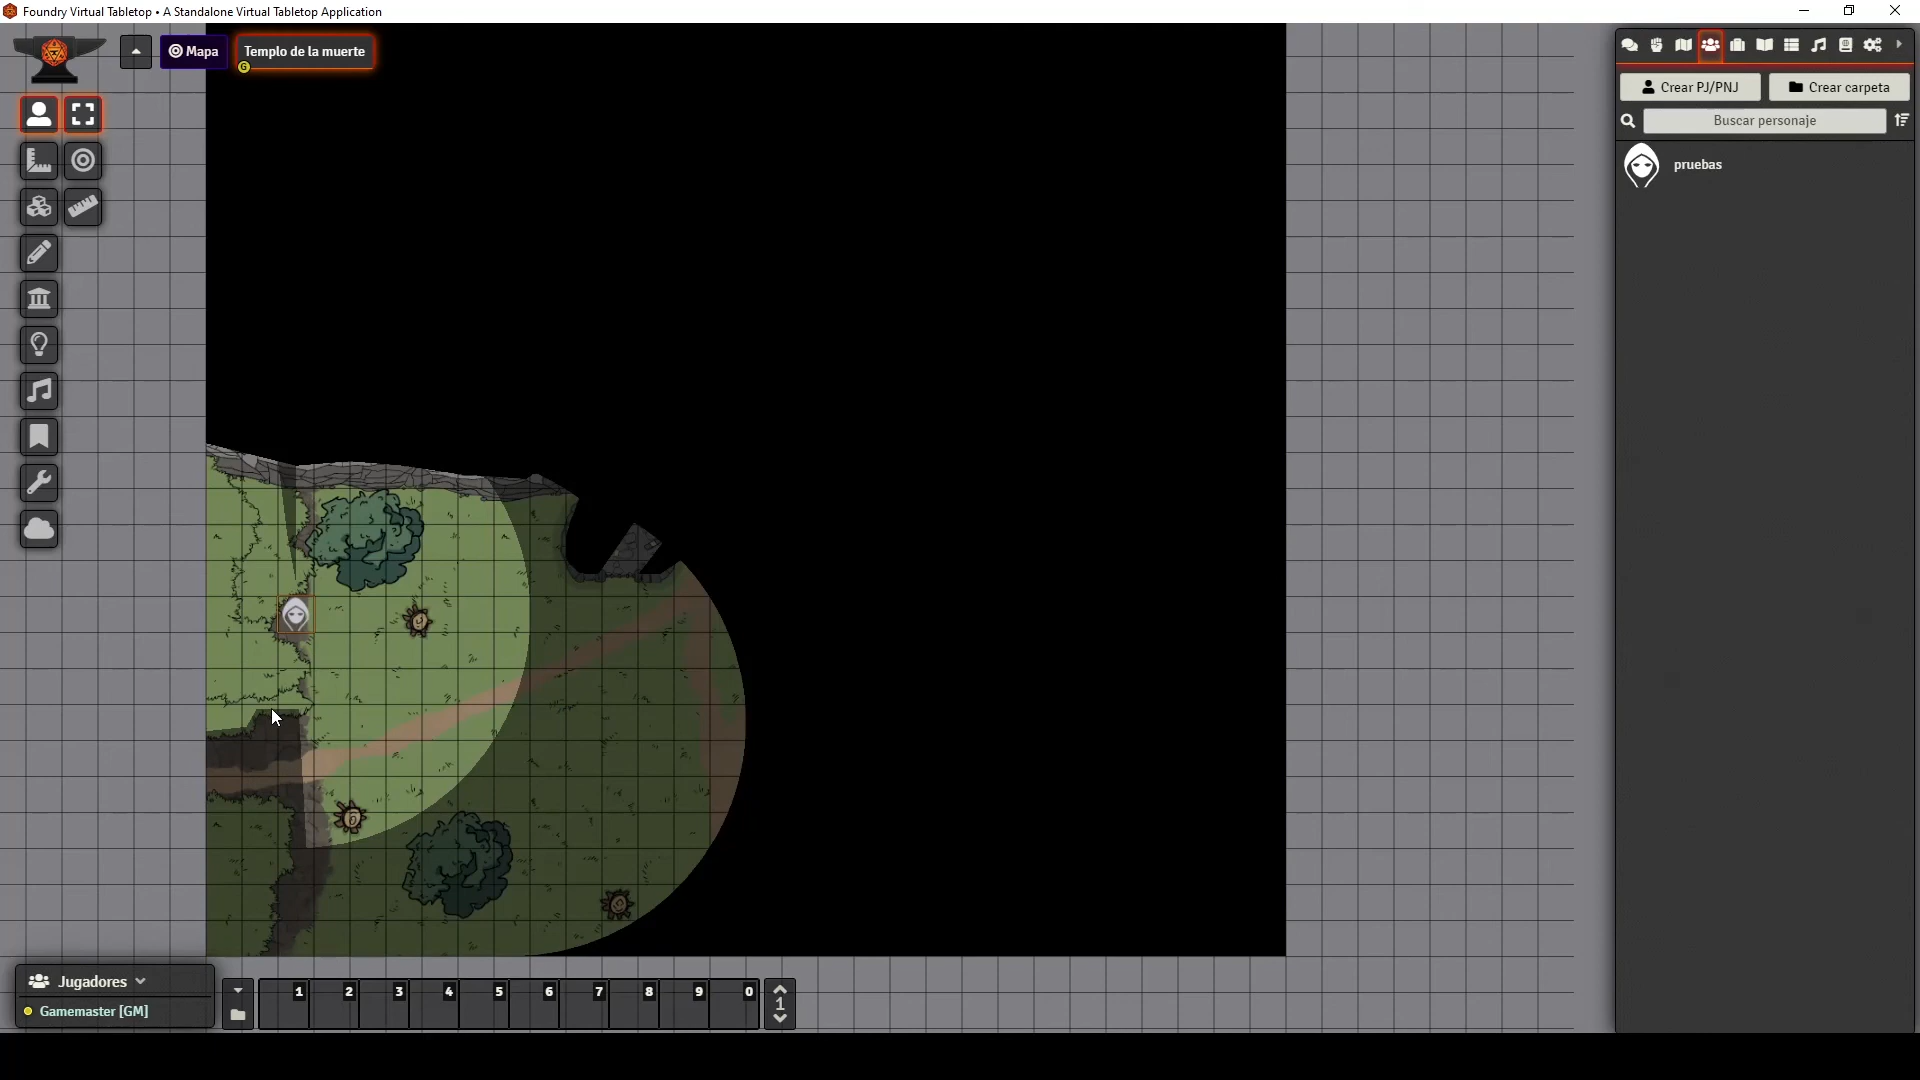 Foundry Virtual Tabletop • A Standalone Virtual Tabletop Application
Mapa
Templo de la muerte
G
Crear PJ/PNJ
Crear carpeta
Buscar personaje
pruebas
Jugadores
Gamemaster [GM]
1 2 3 4 5 6 7 8 9 0
1